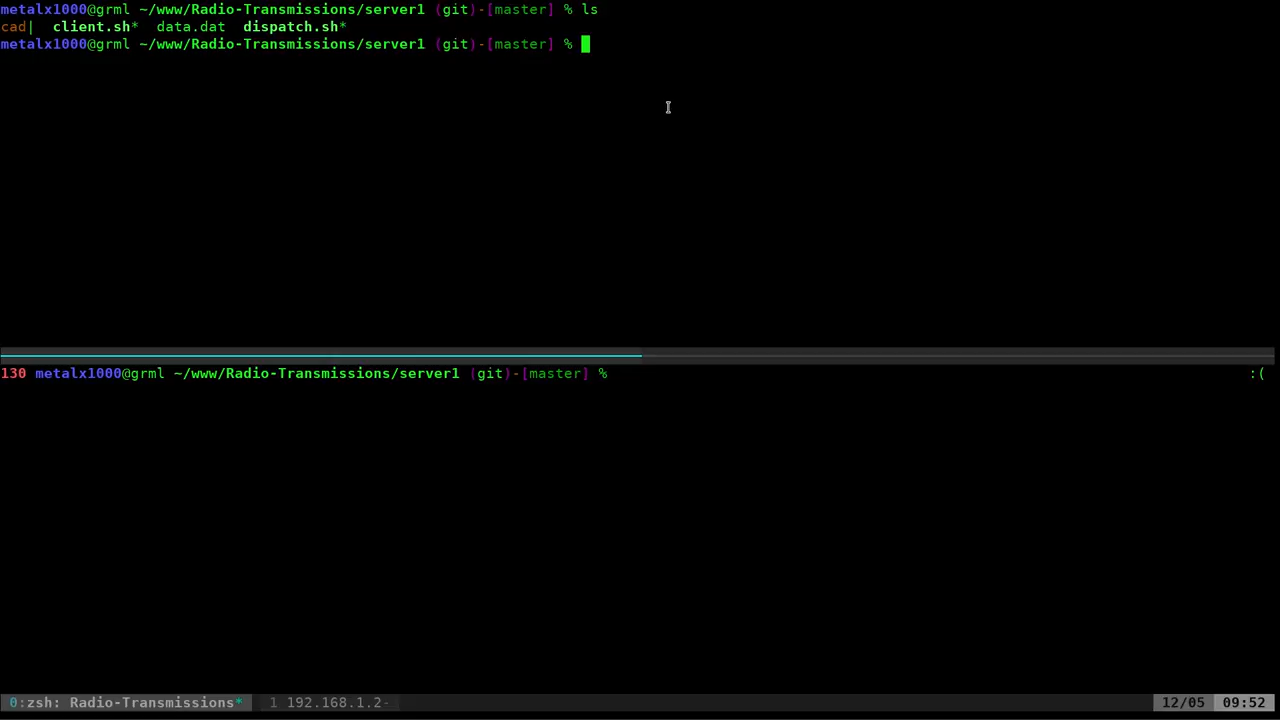 metalx1000@grml ~/www/Radio-Transmissions/server1 (git)-[master] % ls
cad|  client.sh*  data.dat  dispatch.sh*
metalx1000@grml ~/www/Radio-Transmissions/server1 (git)-[master] %
130 metalx1000@grml ~/www/Radio-Transmissions/server1 (git)-[master] % :(
0:zsh: Radio-Transmissions* 1 192.168.1.2- 12/05 09:52